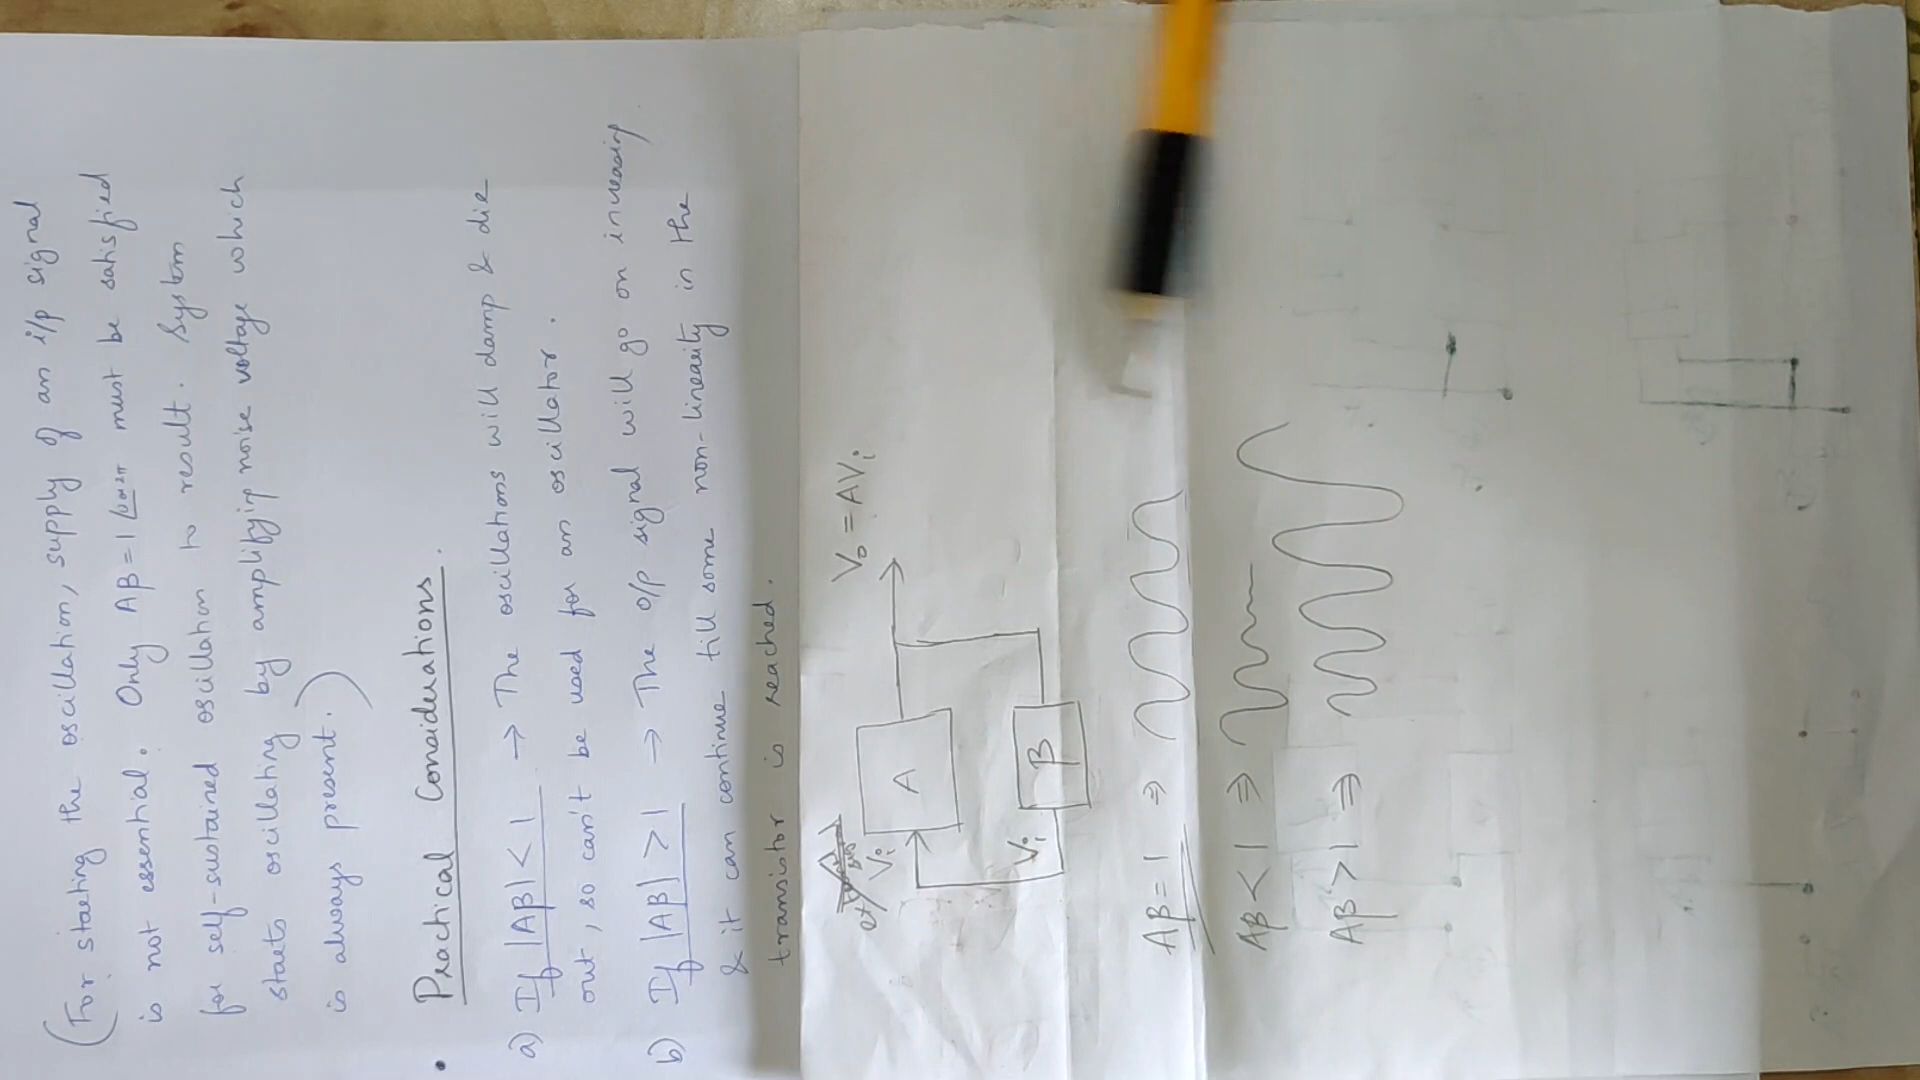 (For starting the oscillation, supply of an i/p signal
is not essential. Only Aβ = 1 must be satisfied
for self-sustained oscillation to result. System
starts oscillating by amplifying noise voltage which
is always present.)
• Practical Considerations.
a) If |Aβ| < 1 → The oscillations will damp & die
out, so can't be used for an oscillator.
b) If |Aβ| > 1 → The o/p signal will go on increasing
& it can continue till some non-linearity in the
transistor is reached.
Vi
A
V₀ = AVi
Vi
β
Aβ = 1 ⇒
Aβ < 1 ⇒
Aβ > 1 ⇒